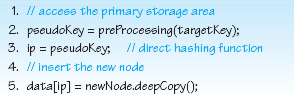 1. // access the primary storage area
2. pseudoKey = preProcessing(targetKey);
3. ip = pseudoKey; // direct hashing function
4. // insert the new node
5. data[ip] = newNode.deepCopy();